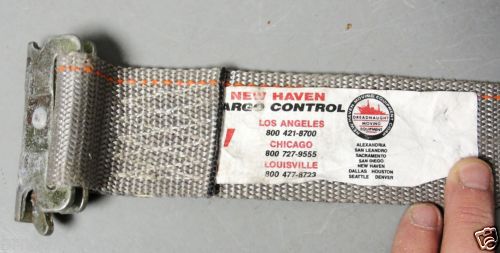 NEW HAVEN
ARGO CONTROL
LOS ANGELES
800 421-8700
CHICAGO
800 727-9555
LOUISVILLE
800 477-8723
DREADNAUGHT
MOVING
EQUIPMENT
ALEXANDRIA
SAN LEANDRO
SACRAMENTO
SAN DIEGO
NEW HAVEN
DALLAS HOUSTON
SEATTLE DENVER